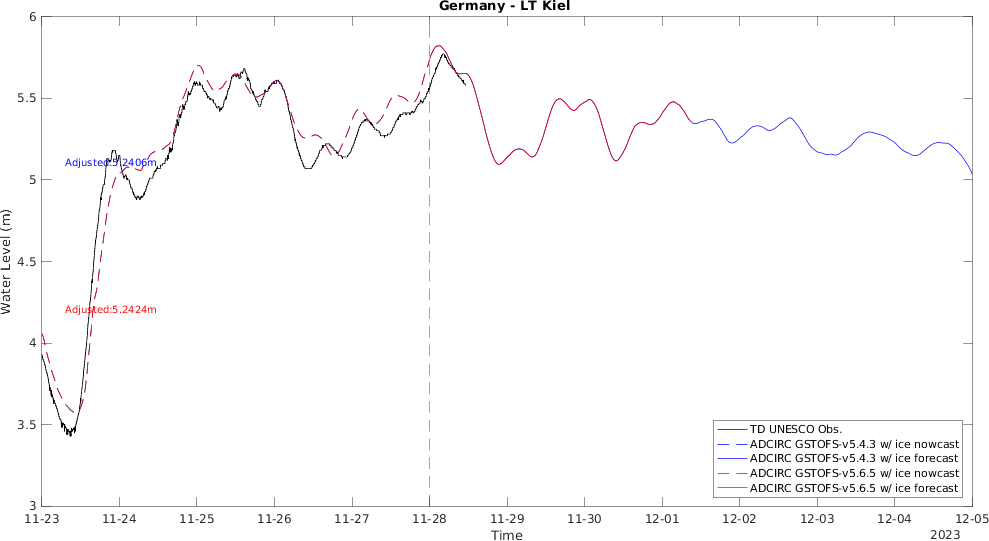 Germany - LT Kiel
6
5.5
5
4.5
4
3.5
3
Water Level (m)
Adjusted:5.2406m
Adjusted:5.2424m
TD UNESCO Obs.
ADCIRC GSTOFS-v5.4.3 w/ ice nowcast
ADCIRC GSTOFS-v5.4.3 w/ ice forecast
ADCIRC GSTOFS-v5.6.5 w/ ice nowcast
ADCIRC GSTOFS-v5.6.5 w/ ice forecast
11-23 11-24 11-25 11-26 11-27 11-28 11-29 11-30 12-01 12-02 12-03 12-04 12-05
Time
2023